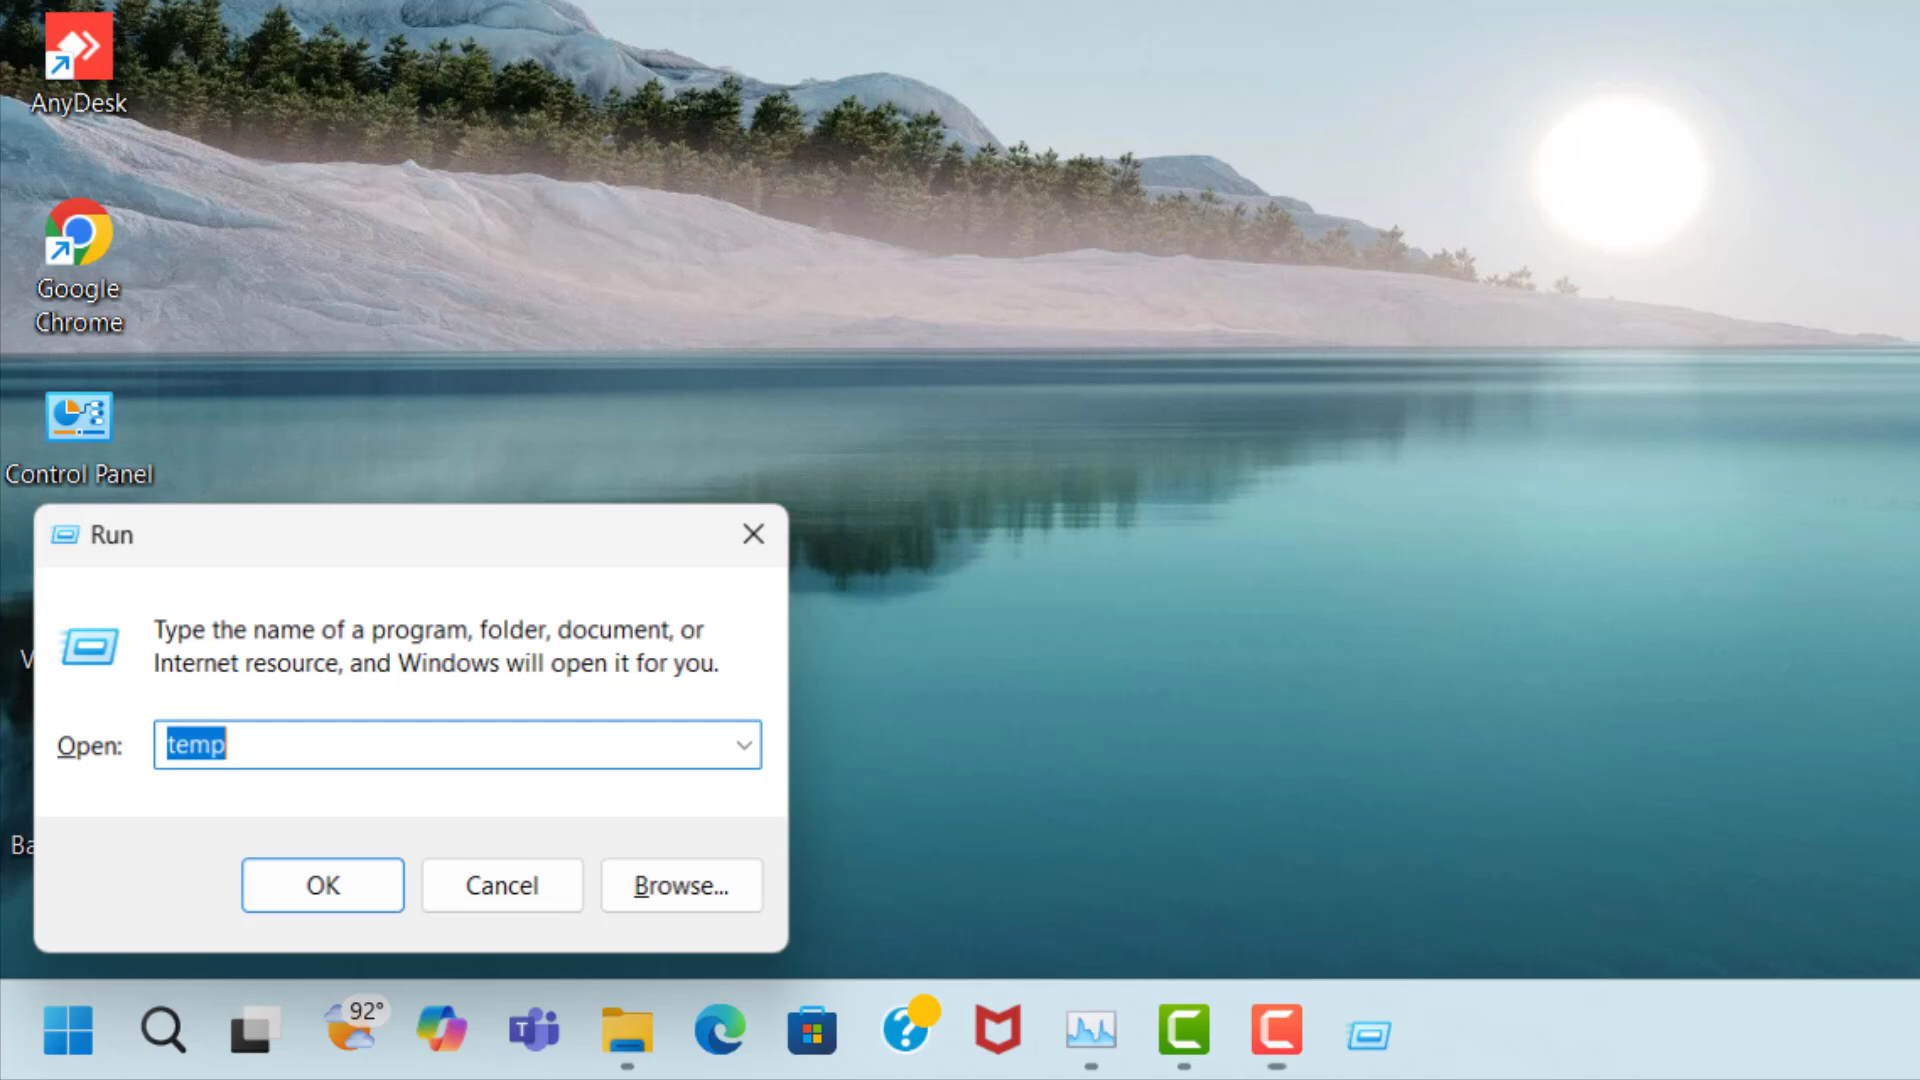 AnyDesk
Google
Chrome
Control Panel
V
Ba
Run
Type the name of a program, folder, document, or
Internet resource, and Windows will open it for you.
Open:
temp
OK
Cancel
Browse...
92°
T
?